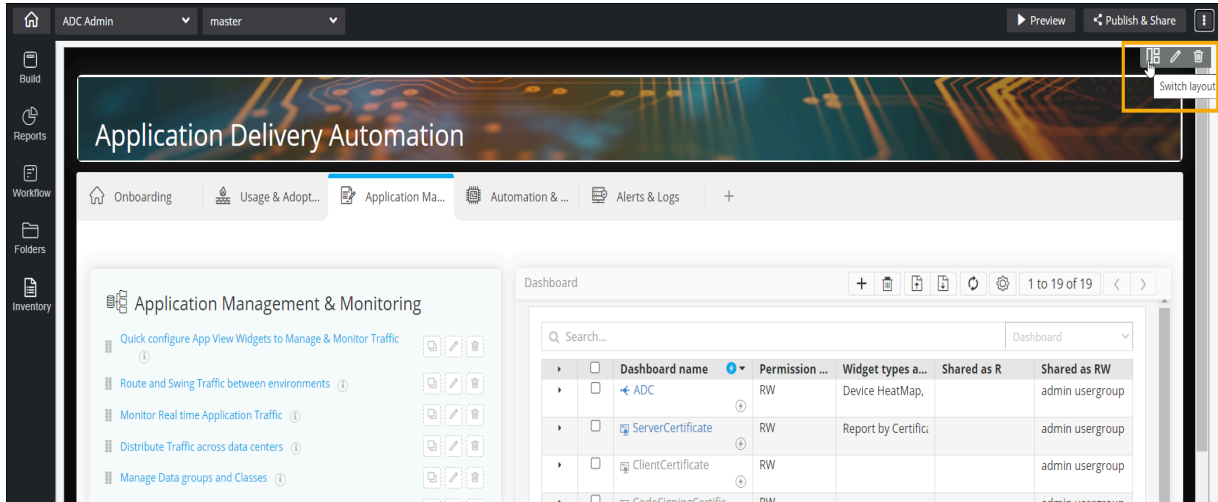 ADC Admin
master
Preview
Publish & Share
Build
Reports
Workflow
Folders
Inventory
Switch layout
Application Delivery Automation
Onboarding
Usage & Adopt...
Application Ma...
Automation & ...
Alerts & Logs
+
Application Management & Monitoring
Quick configure App View Widgets to Manage & Monitor Traffic
Route and Swing Traffic between environments
Monitor Real time Application Traffic
Distribute Traffic across data centers
Manage Data groups and Classes
Dashboard
1 to 19 of 19
Search...
Dashboard
Dashboard name Permission ... Widget types a... Shared as R Shared as RW
ADC RW Device HeatMap, admin usergroup
ServerCertificate RW Report by Certifica admin usergroup
ClientCertificate RW admin usergroup
CodeSigningCertific RW admin usergroup